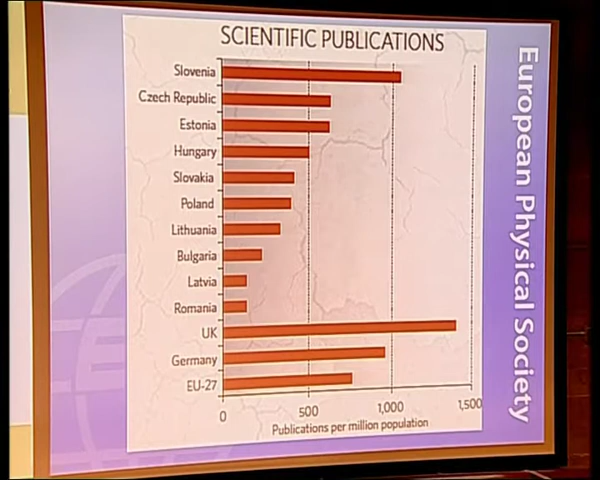 SCIENTIFIC PUBLICATIONS
Slovenia
Czech Republic
Estonia
Hungary
Slovakia
Poland
Lithuania
Bulgaria
Latvia
Romania
UK
Germany
EU-27
0
500
1,000
1,500
Publications per million population
European Physical Society